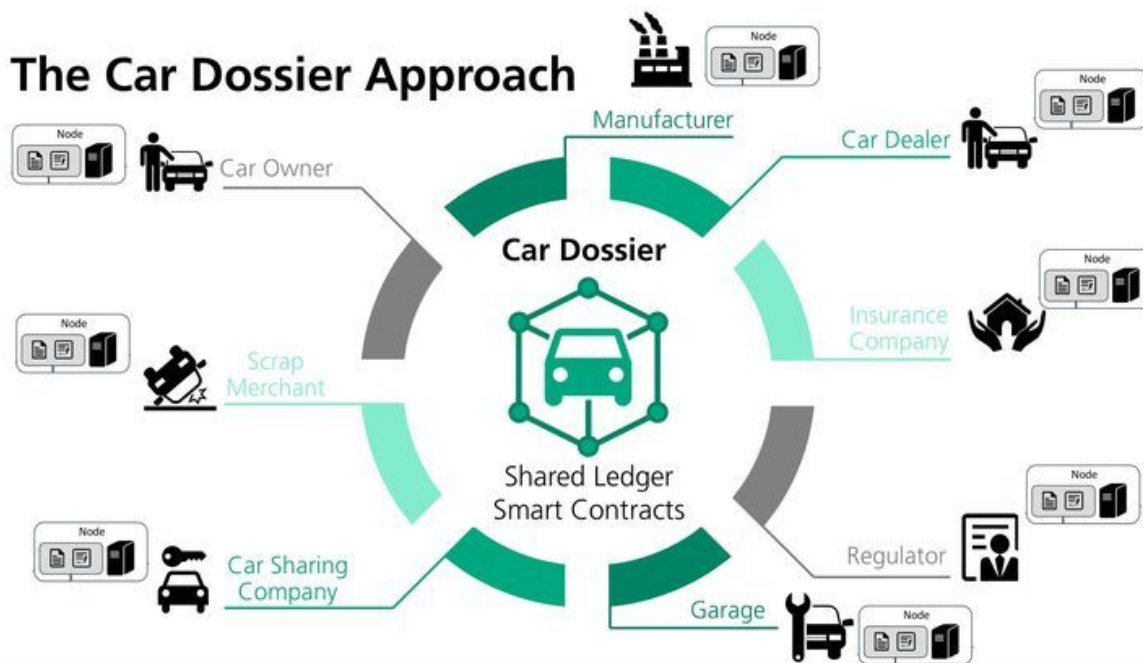 The Car Dossier Approach
Node
Manufacturer
Node
Car Dealer
Node
Car Owner
Car Dossier
Node
Insurance
Company
Node
Scrap
Merchant
Shared Ledger
Smart Contracts
Node
Regulator
Node
Car Sharing
Company
Garage
Node